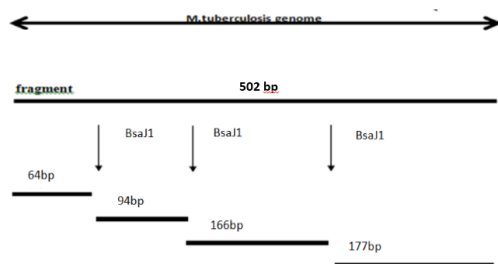 M.tuberculosis genome
fragment
502 bp
BsaJ1
BsaJ1
BsaJ1
64bp
94bp
166bp
177bp